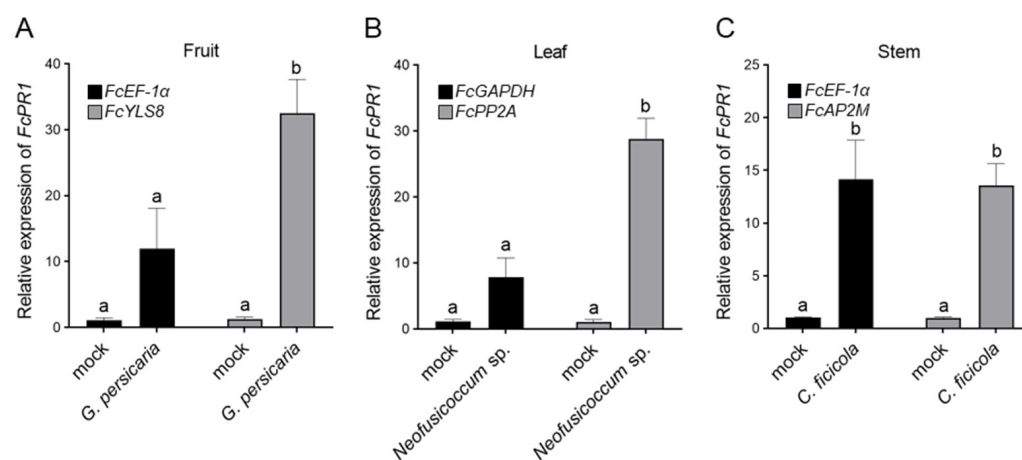 A
Fruit
Relative expression of FcPR1
40
30
20
10
0
FcEF-1α
FcYLS8
a
a
a
b
mock
G. persicaria
mock
G. persicaria
B
Leaf
Relative expression of FcPR1
40
30
20
10
0
FcGAPDH
FcPP2A
a
a
a
b
mock
Neofusicoccum sp.
mock
Neofusicoccum sp.
C
Stem
Relative expression of FcPR1
25
20
15
10
5
0
FcEF-1α
FcAP2M
a
b
a
b
mock
C. ficicola
mock
C. ficicola